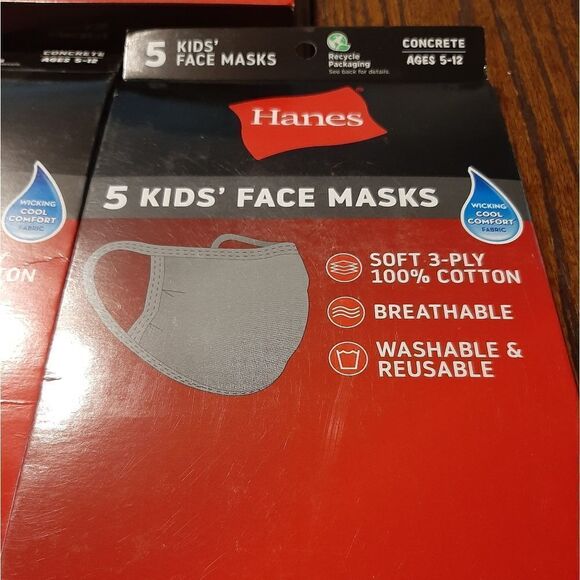 5 KIDS'
FACE MASKS
Recycle
Packaging
See back for details.
CONCRETE
AGES 5-12
Hanes
5 KIDS' FACE MASKS
WICKING
COOL
COMFORT
FABRIC
SOFT 3-PLY
100% COTTON
BREATHABLE
WASHABLE &
REUSABLE
CONCRETE
AGES 5-12
WICKING
COOL
COMFORT
FABRIC
ON